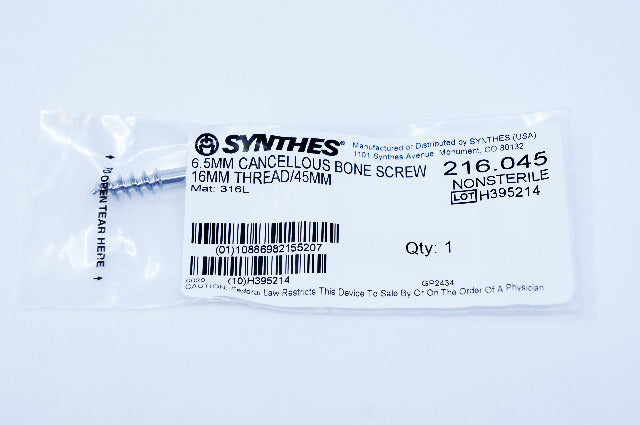 TO OPEN TEAR HERE
SYNTHES®
Manufactured or Distributed by SYNTHES (USA)
1101 Synthes Avenue, Monument, CO 80132
6.5MM CANCELLOUS BONE SCREW
16MM THREAD/45MM
Mat: 316L
216.045
NONSTERILE
LOT H395214
(01)10886982155207
Qty: 1
(10)H395214
GP2434
CAUTION: Federal Law Restricts This Device To Sale By Or On The Order Of A Physician.